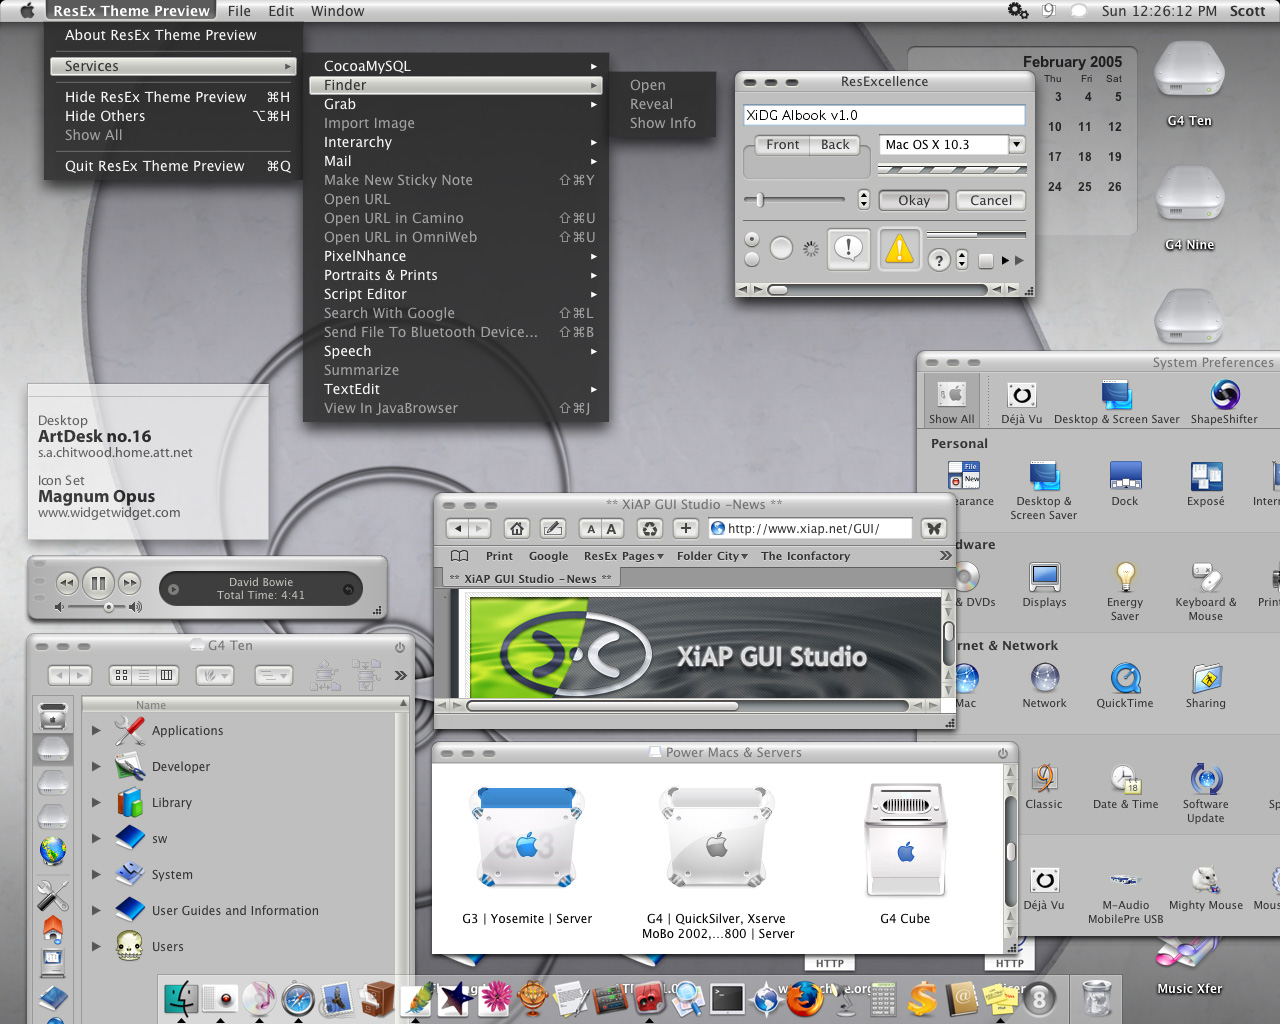 ResEx Theme Preview File Edit Window
Sun 12:26:12 PM Scott
About ResEx Theme Preview
Services
Hide ResEx Theme Preview ⌘H
Hide Others ⌥⌘H
Show All
Quit ResEx Theme Preview ⌘Q
CocoaMySQL
Finder
Grab
Import Image
Interarchy
Mail
Make New Sticky Note ⇧⌘Y
Open URL
Open URL in Camino ⇧⌘U
Open URL in OmniWeb ⇧⌘U
PixelNhance
Portraits & Prints
Script Editor
Search With Google ⇧⌘L
Send File To Bluetooth Device... ⇧⌘B
Speech
Summarize
TextEdit
View In JavaBrowser ⇧⌘J
Open
Reveal
Show Info
ResExcellence
XiDG Albook v1.0
Front Back
Mac OS X 10.3
Okay Cancel
?
February 2005
Thu Fri Sat
3 4 5
10 11 12
17 18 19
24 25 26
G4 Ten
G4 Nine
Desktop
ArtDesk no.16
s.a.chitwood.home.att.net
Icon Set
Magnum Opus
www.widgetwidget.com
David Bowie
Total Time: 4:41
G4 Ten
Name
Applications
Developer
Library
sw
System
User Guides and Information
Users
** XiAP GUI Studio -News **
A A
http://www.xiap.net/GUI/
Print Google ResEx Pages Folder City The Iconfactory
** XiAP GUI Studio -News **
XiAP GUI Studio
Power Macs & Servers
G3
G3 | Yosemite | Server
G4 | QuickSilver, Xserve
MoBo 2002,...800 | Server
G4 Cube
System Preferences
Show All
Déjà Vu
Desktop & Screen Saver
ShapeShifter
Personal
File
New
earance
Desktop &
Screen Saver
Dock
Exposé
Intern
dware
& DVDs
Displays
Energy
Saver
Keyboard &
Mouse
Print
rnet & Network
Mac
Network
QuickTime
Sharing
9
18
Classic
Date & Time
Software
Update
Sp
Déjà Vu
M-Audio
MobilePre USB
Mighty Mouse
Mous
HTTP
HTTP
Music Xfer
8